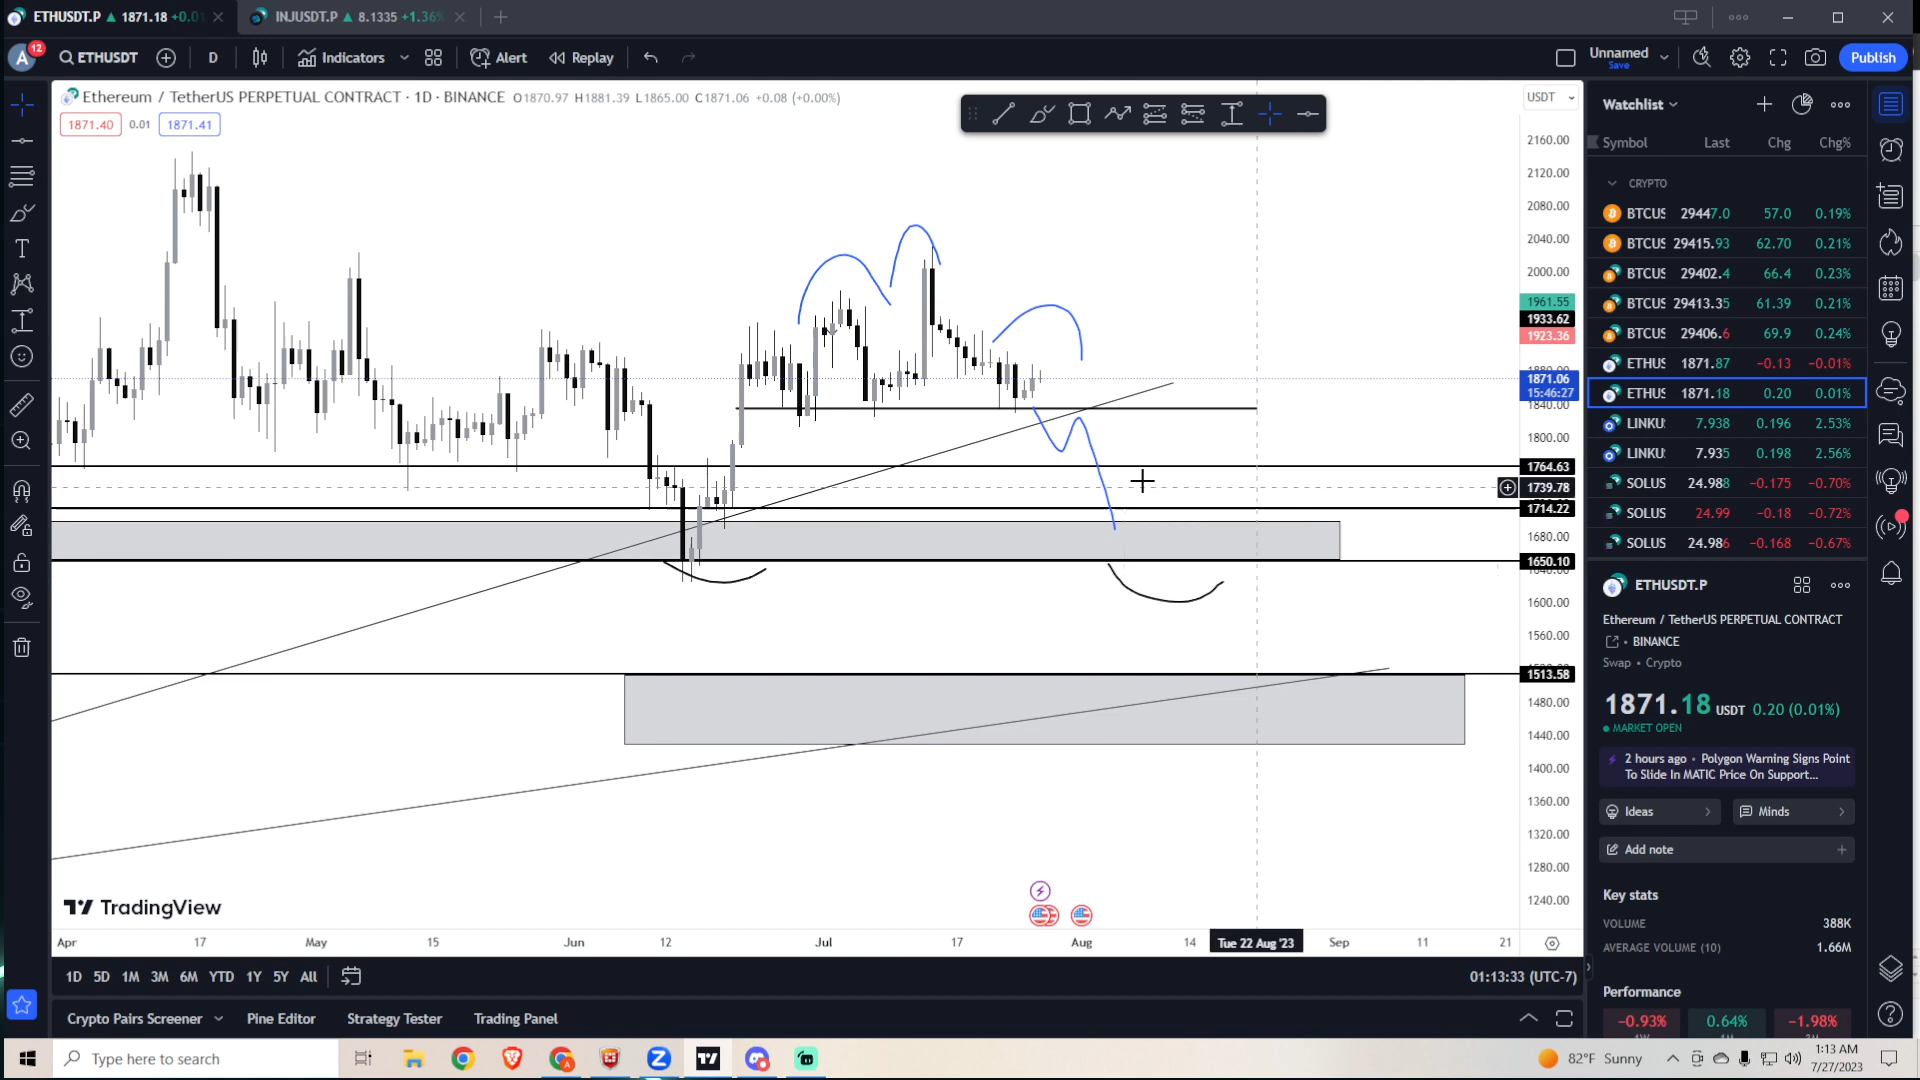 ETHUSDT.P ▲ 1871.18 +0.01
INJUSDT.P ▲ 8.1335 +1.36%
A 12
ETHUSDT
D
Indicators
Alert
Replay
Unnamed
Save
Publish
Ethereum / TetherUS PERPETUAL CONTRACT · 1D · BINANCE O1870.97 H1881.39 L1865.00 C1871.06 +0.08 (+0.00%)
1871.40 0.01 1871.41
USDT
2160.00
2120.00
2080.00
2040.00
2000.00
1961.55
1933.62
1923.36
1871.06
15:46:27
1840.00
1800.00
1764.63
1739.78
1714.22
1680.00
1650.10
1600.00
1560.00
1513.58
1480.00
1440.00
1400.00
1360.00
1320.00
1280.00
1240.00
TradingView
Apr 17 May 15 Jun 12 Jul 17 Aug 14 Tue 22 Aug '23 Sep 11 21
1D 5D 1M 3M 6M YTD 1Y 5Y All
01:13:33 (UTC-7)
Crypto Pairs Screener Pine Editor Strategy Tester Trading Panel
Watchlist
Symbol Last Chg Chg%
CRYPTO
BTCUS 29447.0 57.0 0.19%
BTCUS 29415.93 62.70 0.21%
BTCUS 29402.4 66.4 0.23%
BTCUS 29413.35 61.39 0.21%
BTCUS 29406.6 69.9 0.24%
ETHUS 1871.87 −0.13 −0.01%
ETHUS 1871.18 0.20 0.01%
LINKU 7.938 0.196 2.53%
LINKU 7.935 0.198 2.56%
SOLUS 24.988 −0.175 −0.70%
SOLUS 24.99 −0.18 −0.72%
SOLUS 24.986 −0.168 −0.67%
ETHUSDT.P
Ethereum / TetherUS PERPETUAL CONTRACT
BINANCE
Swap • Crypto
1871.18 USDT 0.20 (0.01%)
MARKET OPEN
2 hours ago • Polygon Warning Signs Point
To Slide In MATIC Price On Support...
Ideas
Minds
Add note
Key stats
VOLUME 388K
AVERAGE VOLUME (10) 1.66M
Performance
−0.93% 0.64% −1.98%
Type here to search
82°F Sunny
1:13 AM
7/27/2023